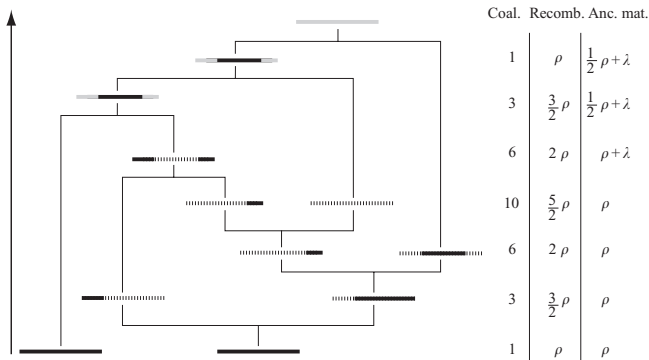 Coal. Recomb. Anc. mat.
1 ρ 1/2 ρ + λ
3 3/2 ρ 1/2 ρ + λ
6 2 ρ ρ + λ
10 5/2 ρ ρ
6 2 ρ ρ
3 3/2 ρ ρ
1 ρ ρ